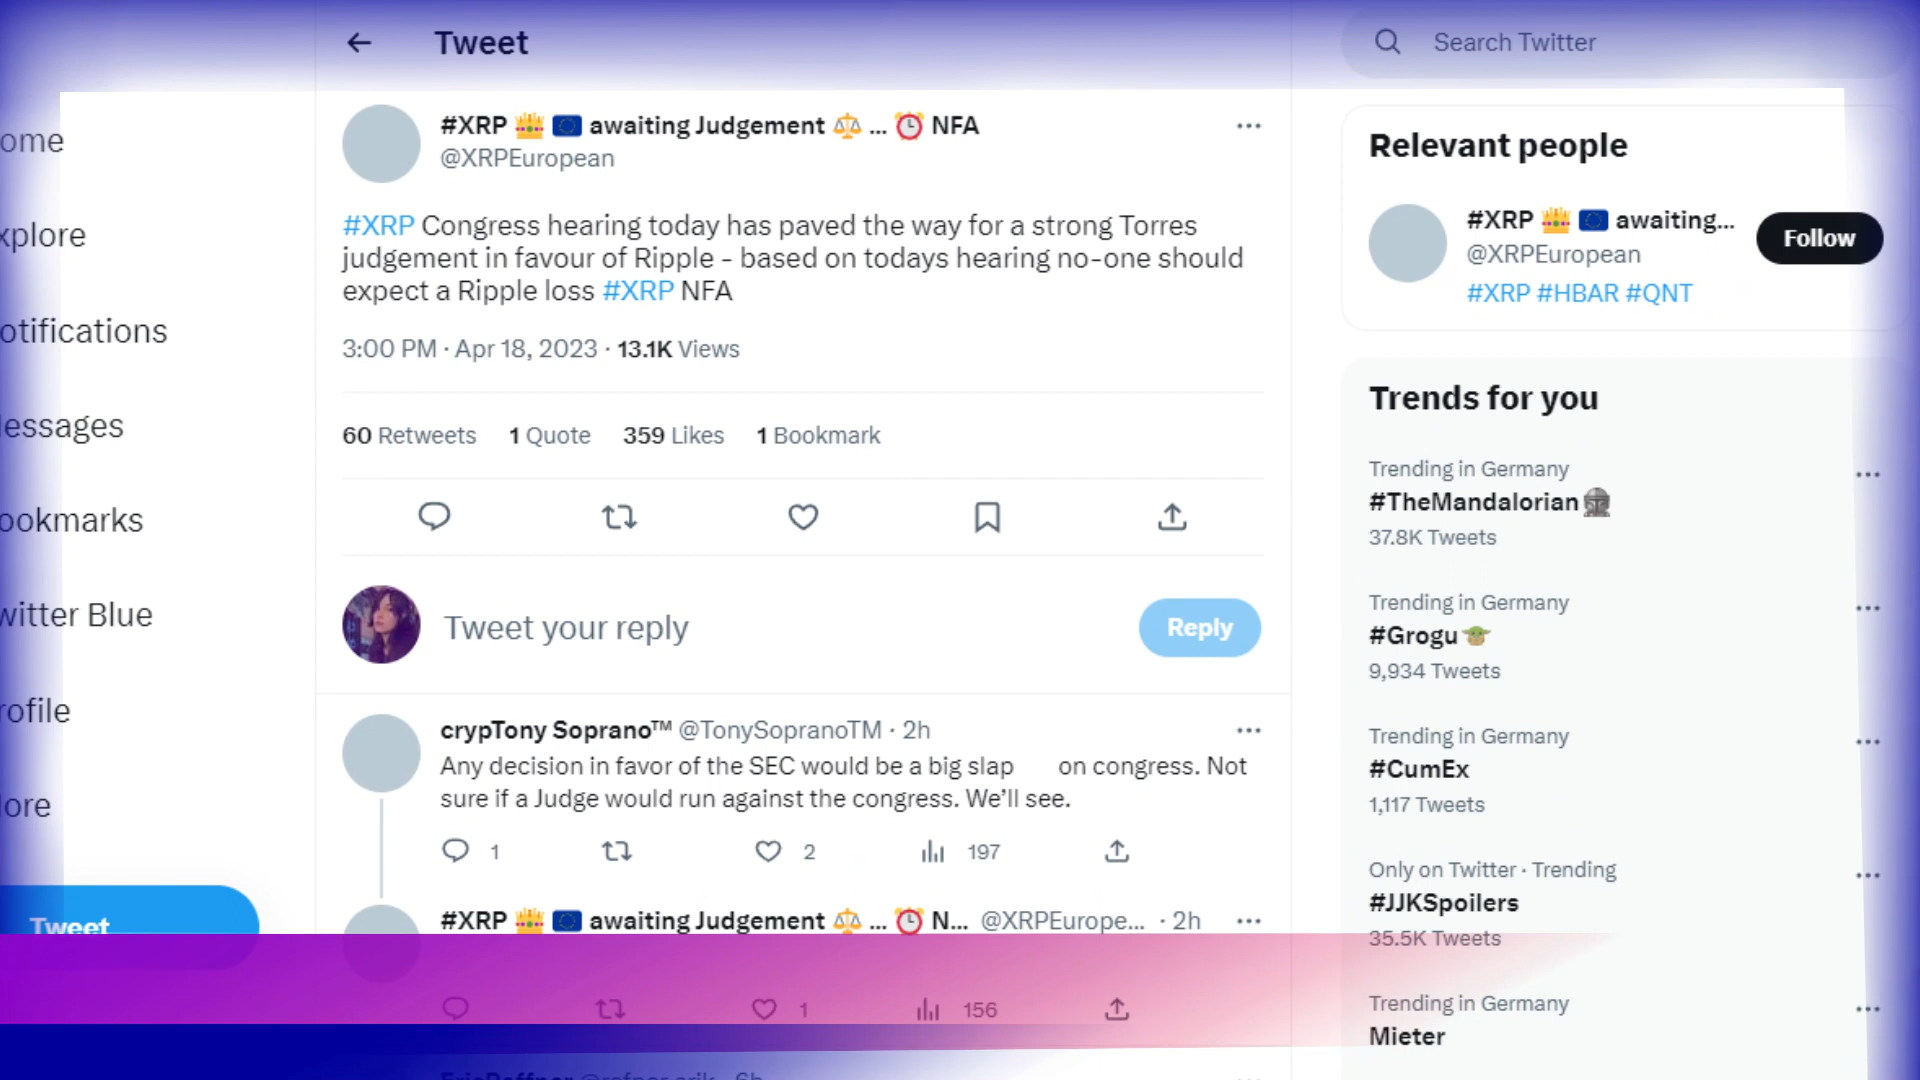 Tweet
Search Twitter
ome
xplore
otifications
essages
ookmarks
witter Blue
rofile
ore
Tweet
#XRP 👑 🇪🇺 awaiting Judgement ⚖️ ... ⏰ NFA
@XRPEuropean
#XRP Congress hearing today has paved the way for a strong Torres
judgement in favour of Ripple - based on todays hearing no-one should
expect a Ripple loss #XRP NFA
3:00 PM · Apr 18, 2023 · 13.1K Views
60 Retweets 1 Quote 359 Likes 1 Bookmark
Tweet your reply
Reply
crypTony Soprano™ @TonySopranoTM · 2h
Any decision in favor of the SEC would be a big slap on congress. Not
sure if a Judge would run against the congress. We'll see.
1 2 197
#XRP 👑 🇪🇺 awaiting Judgement ⚖️ ... ⏰ N... @XRPEurope... · 2h
1 156
Relevant people
#XRP 👑 🇪🇺 awaiting...
@XRPEuropean
Follow
#XRP #HBAR #QNT
Trends for you
Trending in Germany
#TheMandalorian
37.8K Tweets
Trending in Germany
#Grogu
9,934 Tweets
Trending in Germany
#CumEx
1,117 Tweets
Only on Twitter · Trending
#JJKSpoilers
35.5K Tweets
Trending in Germany
Mieter